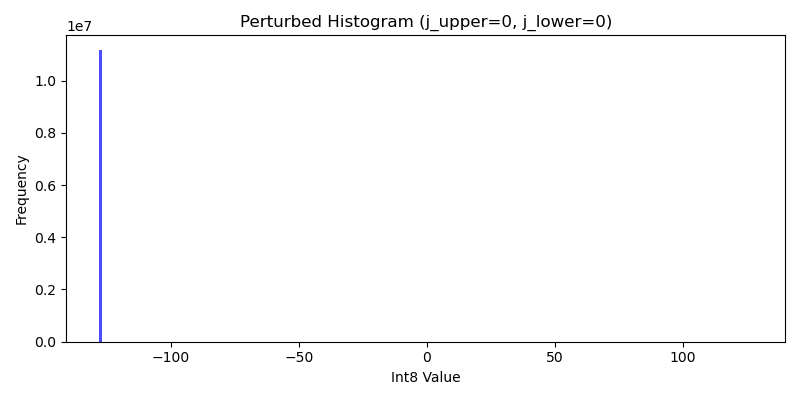 Perturbed Histogram (j_upper=0, j_lower=0)
1e7
1.0
0.8
0.6
0.4
0.2
0.0
Frequency
−100
−50
0
50
100
Int8 Value